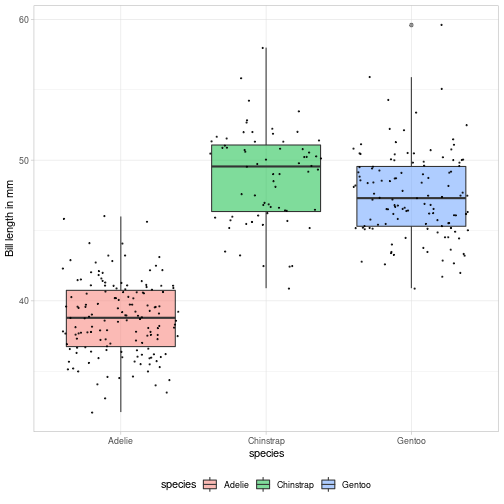 60
50
40
Bill length in mm
Adelie Chinstrap Gentoo
species
species Adelie Chinstrap Gentoo